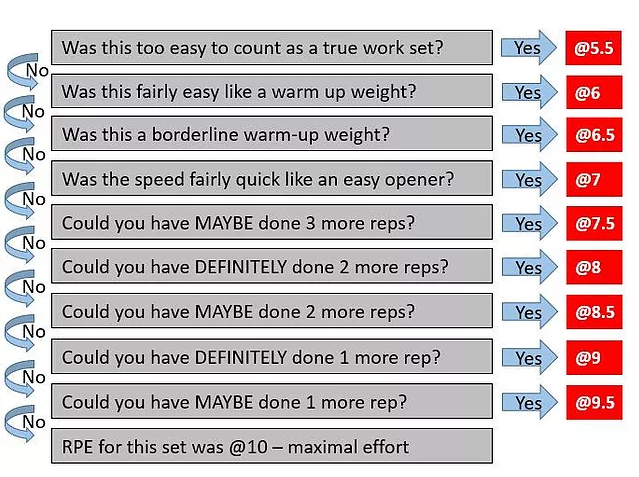 Was this too easy to count as a true work set? Yes @5.5
No
Was this fairly easy like a warm up weight? Yes @6
No
Was this a borderline warm-up weight? Yes @6.5
No
Was the speed fairly quick like an easy opener? Yes @7
No
Could you have MAYBE done 3 more reps? Yes @7.5
No
Could you have DEFINITELY done 2 more reps? Yes @8
No
Could you have MAYBE done 2 more reps? Yes @8.5
No
Could you have DEFINITELY done 1 more rep? Yes @9
No
Could you have MAYBE done 1 more rep? Yes @9.5
No
RPE for this set was @10 – maximal effort